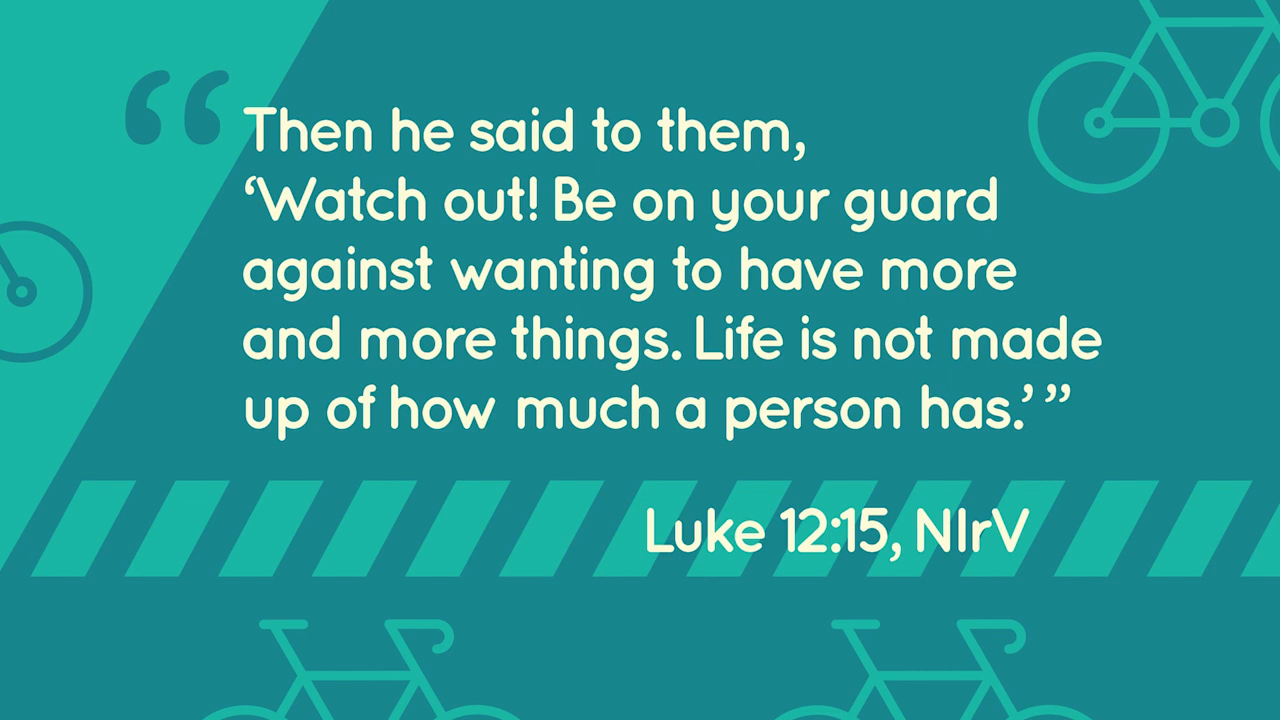 “Then he said to them,
‘Watch out! Be on your guard
against wanting to have more
and more things. Life is not made
up of how much a person has.’ ”
Luke 12:15, NIrV